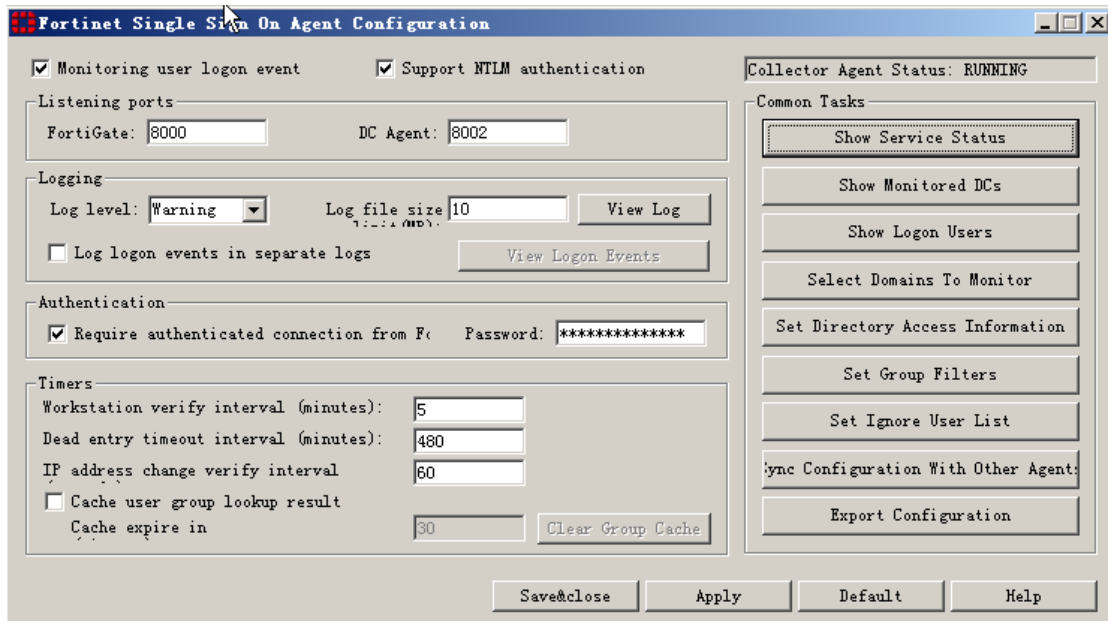 Fortinet Single Sign On Agent Configuration
Monitoring user logon event
Support NTLM authentication
Collector Agent Status: RUNNING
Listening ports
FortiGate: 8000
DC Agent: 8002
Logging
Log level: Warning
Log file size 10
View Log
Log logon events in separate logs
View Logon Events
Authentication
Require authenticated connection from
Password: **************
Timers
Workstation verify interval (minutes): 5
Dead entry timeout interval (minutes): 480
IP address change verify interval 60
Cache user group lookup result
Cache expire in 30
Clear Group Cache
Common Tasks
Show Service Status
Show Monitored DCs
Show Logon Users
Select Domains To Monitor
Set Directory Access Information
Set Group Filters
Set Ignore User List
ync Configuration With Other Agent
Export Configuration
Save&close
Apply
Default
Help